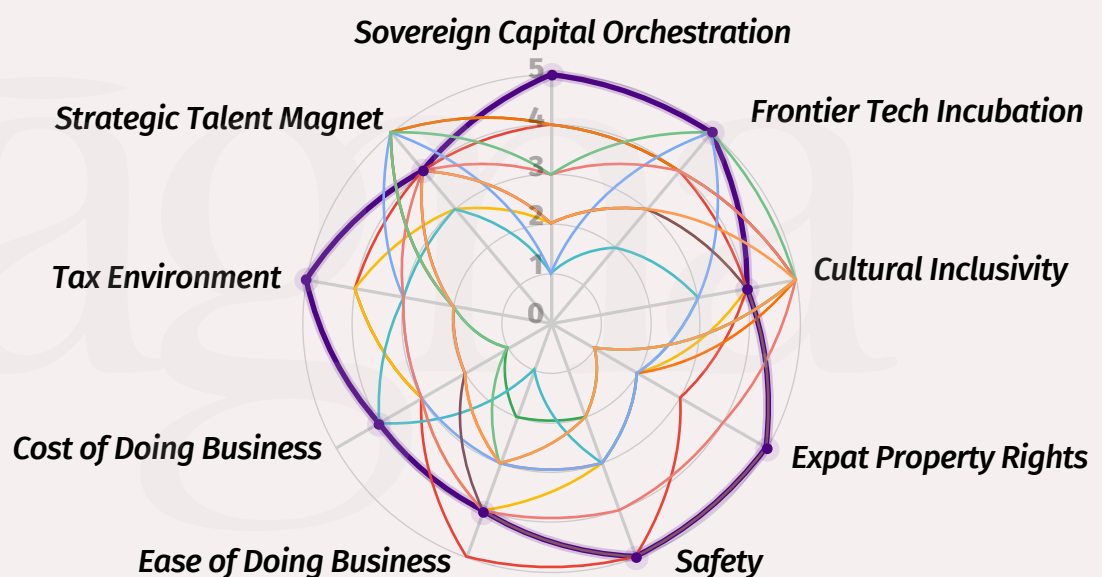 Sovereign Capital Orchestration
5
Strategic Talent Magnet
Frontier Tech Incubation
4
3
2
Tax Environment
Cultural Inclusivity
1
0
Cost of Doing Business
Expat Property Rights
Ease of Doing Business
Safety